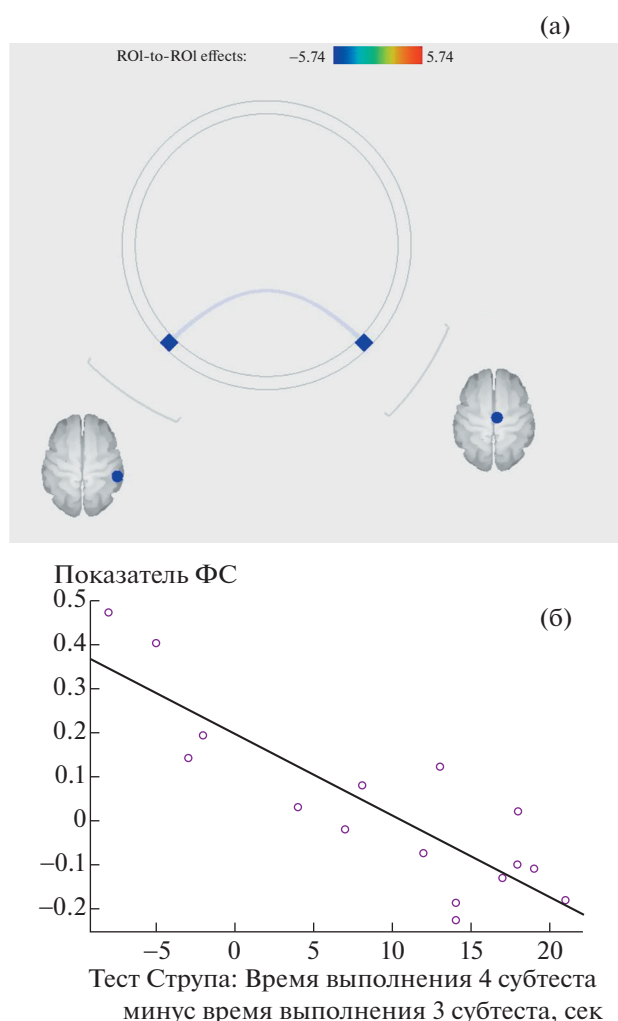 (а)
ROI-to-ROI effects: −5.74 5.74
Показатель ФС
(б)
0.5
0.4
0.3
0.2
0.1
0
−0.1
−0.2
−5 0 5 10 15 20
Тест Струпа: Время выполнения 4 субтеста
минус время выполнения 3 субтеста, сек